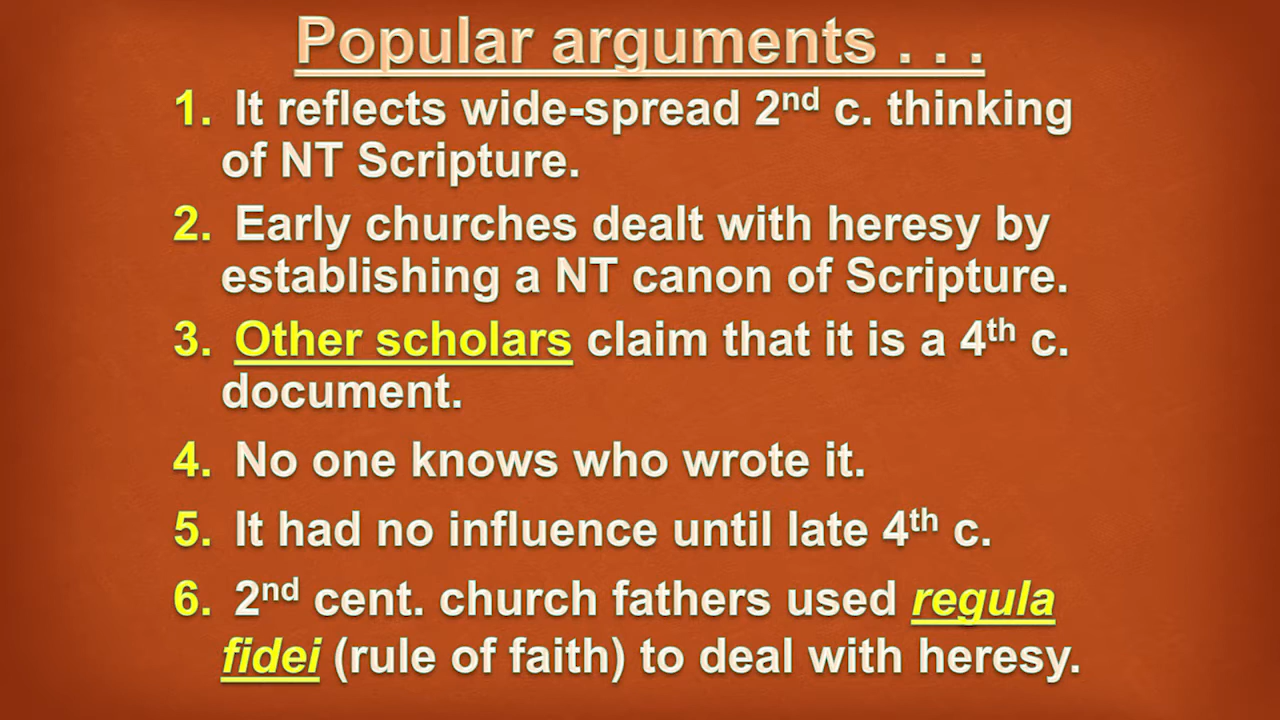 Popular arguments . . .
1. It reflects wide-spread 2nd c. thinking
of NT Scripture.
2. Early churches dealt with heresy by
establishing a NT canon of Scripture.
3. Other scholars claim that it is a 4th c.
document.
4. No one knows who wrote it.
5. It had no influence until late 4th c.
6. 2nd cent. church fathers used regula
fidei (rule of faith) to deal with heresy.